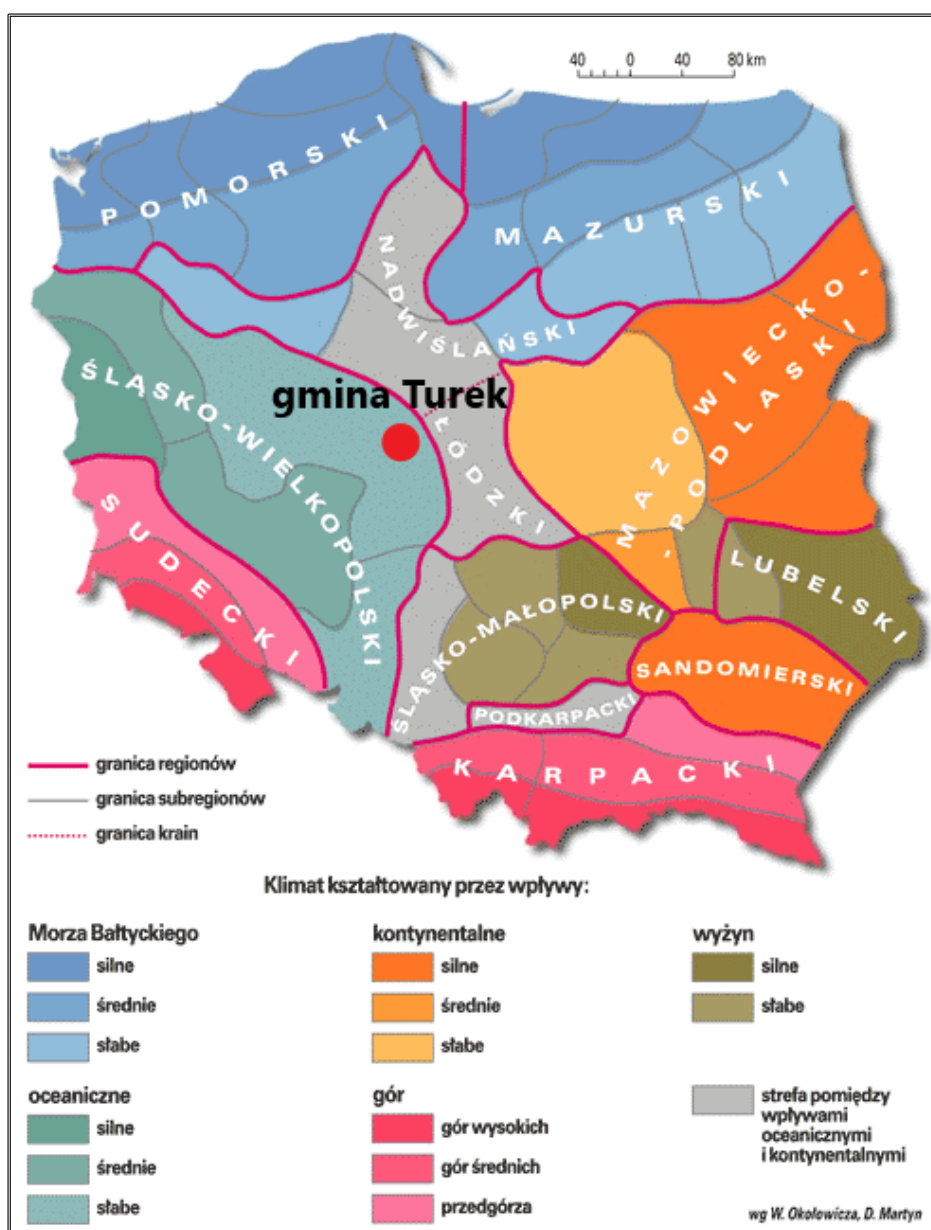 40 0 40 80 km
POMORSKI
MAZURSKI
NADWIŚLAŃSKI
MAZOWIECKO-
-PODLASKI
ŚLĄSKO-WIELKOPOLSKI
gmina Turek
ŁÓDZKI
SUDECKI
LUBELSKI
ŚLĄSKO-MAŁOPOLSKI
SANDOMIERSKI
PODKARPACKI
KARPACKI
granica regionów
granica subregionów
granica krain
Klimat kształtowany przez wpływy:
Morza Bałtyckiego
silne
średnie
słabe
kontynentalne
silne
średnie
słabe
wyżyn
silne
słabe
oceaniczne
silne
średnie
słabe
gór
gór wysokich
gór średnich
przedgórza
strefa pomiędzy
wpływami
oceanicznymi
i kontynentalnymi
wg W. Okołowicza, D. Martyn